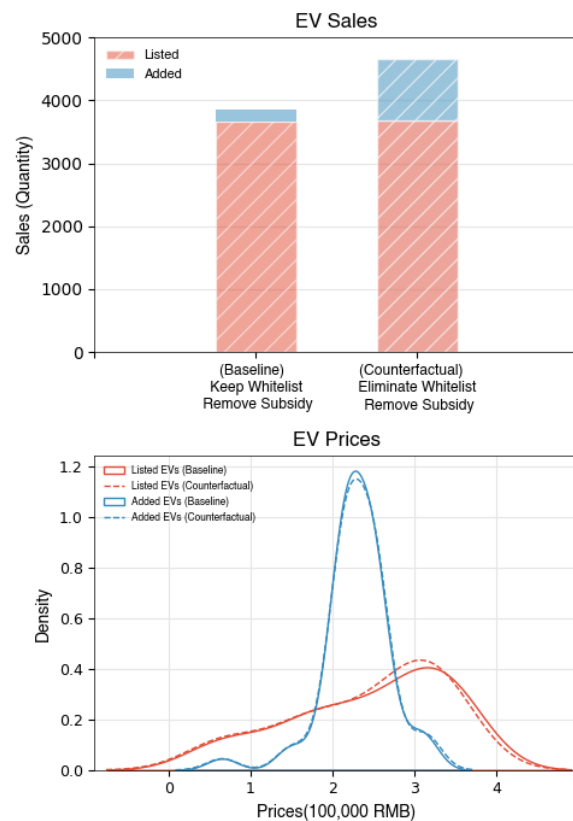 EV Sales
5000
4000
3000
2000
1000
0
Sales (Quantity)
Listed
Added
(Baseline)
Keep Whitelist
Remove Subsidy
(Counterfactual)
Eliminate Whitelist
Remove Subsidy
EV Prices
1.2
1.0
0.8
0.6
0.4
0.2
0.0
Density
Listed EVs (Baseline)
Listed EVs (Counterfactual)
Added EVs (Baseline)
Added EVs (Counterfactual)
0 1 2 3 4
Prices(100,000 RMB)